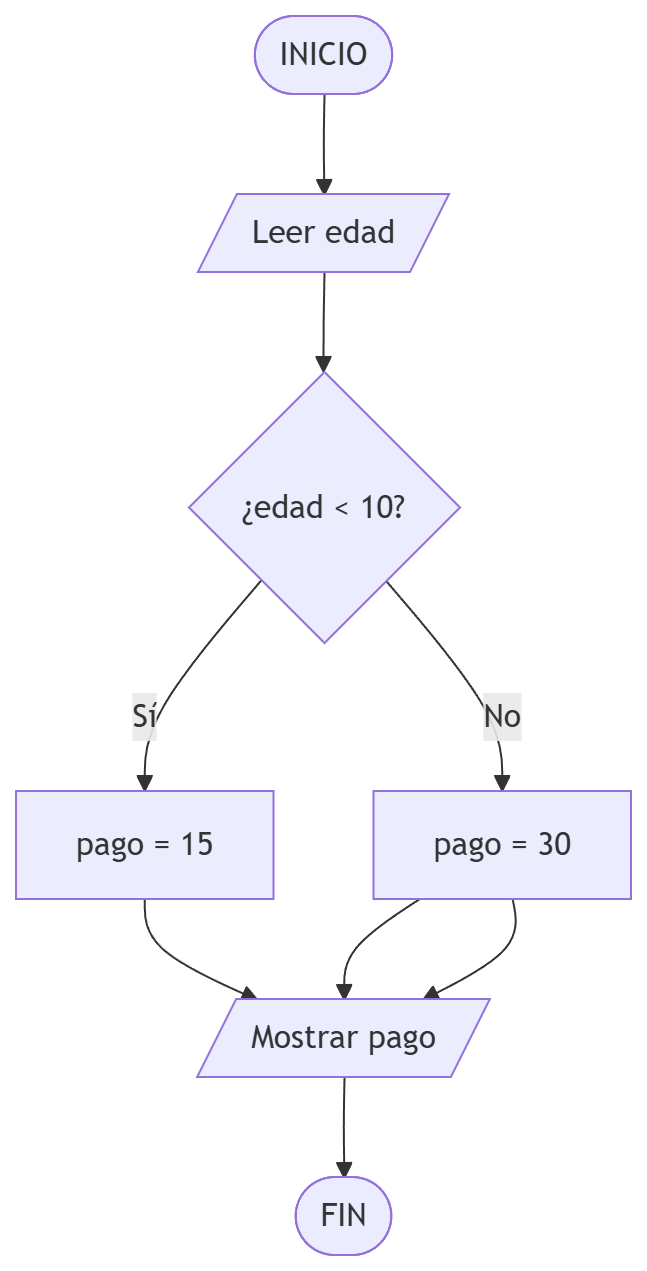 INICIO
Leer edad
¿edad < 10?
Sí
No
pago = 15
pago = 30
Mostrar pago
FIN